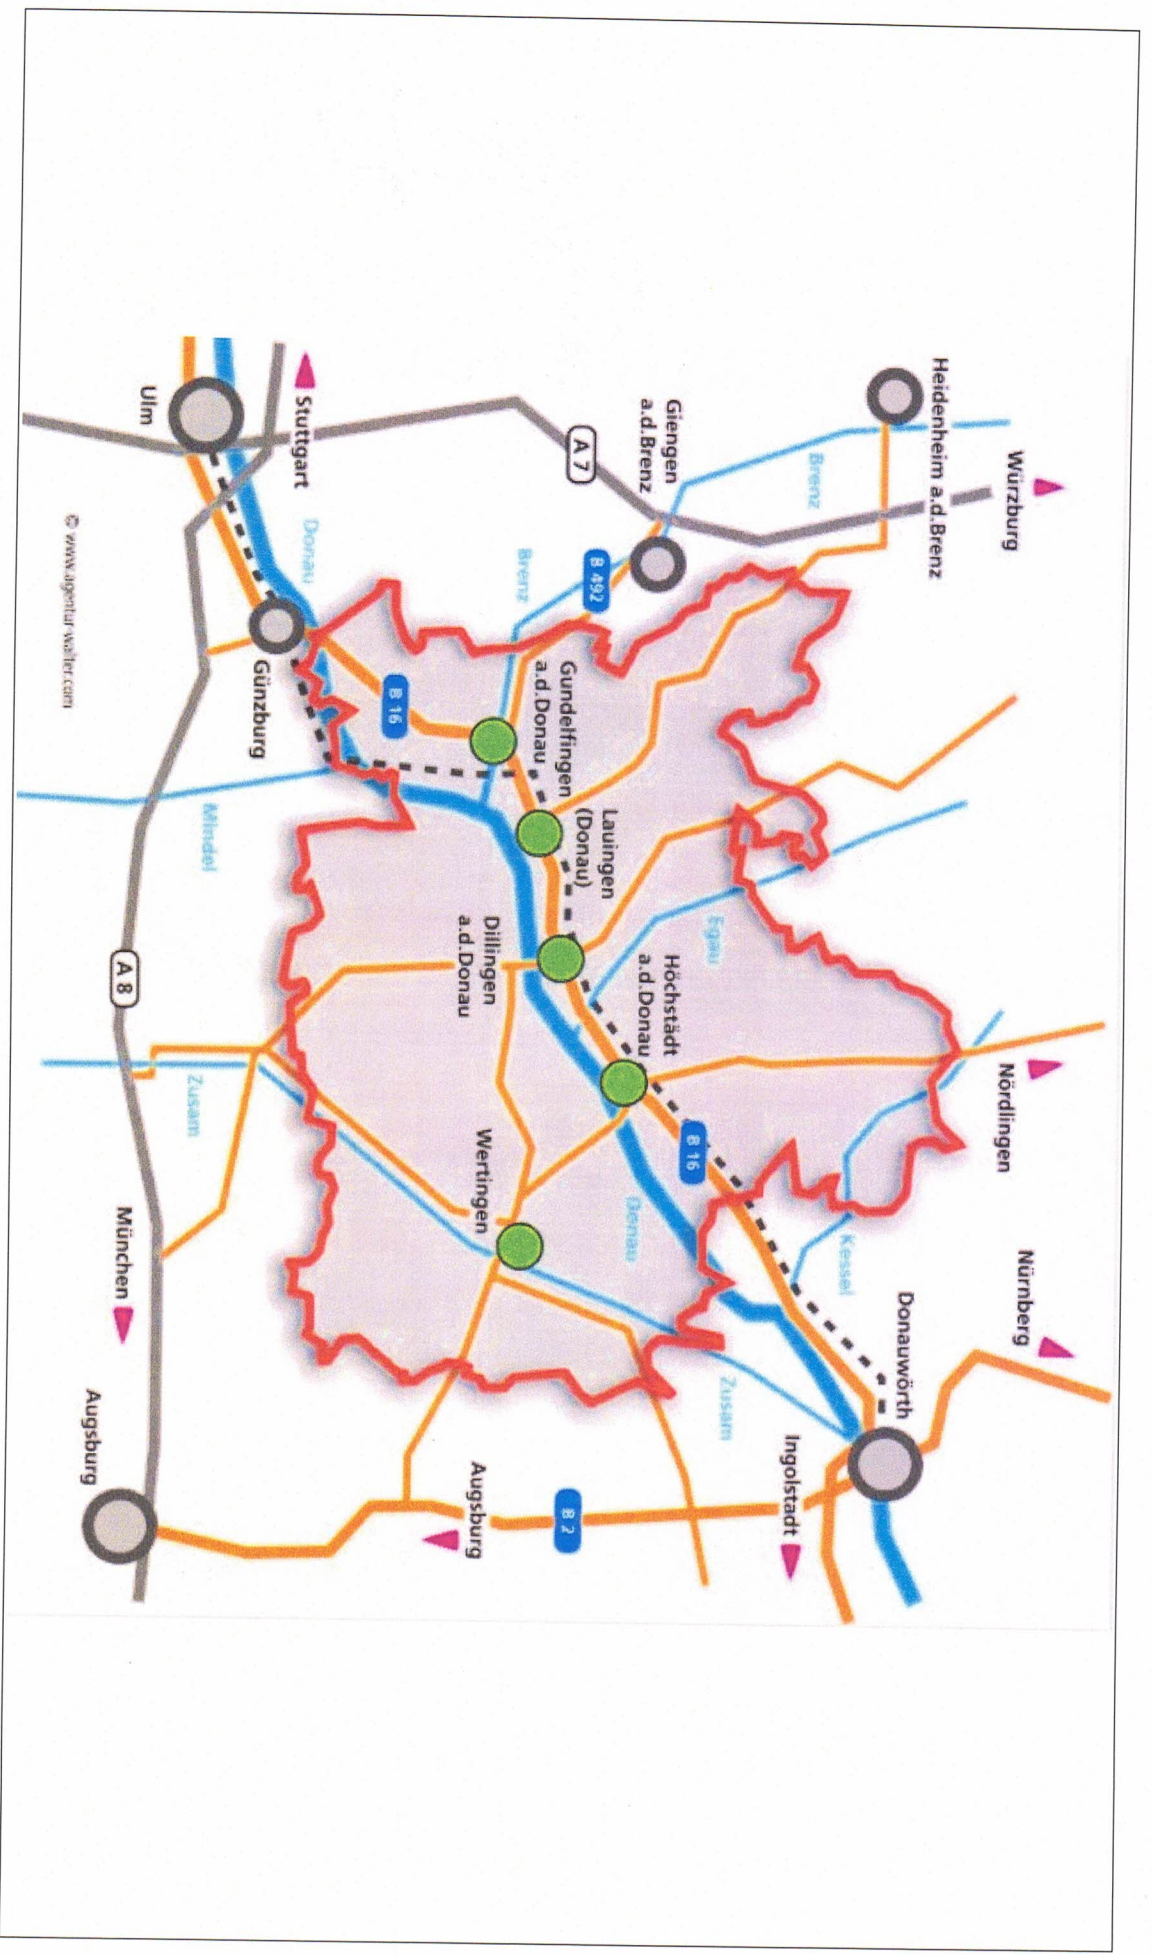 Würzburg
Nürnberg
Heidenheim a.d.Brenz
Nördlingen
Donauwörth
Brenz
Kessel
Ingolstadt
Giengen
a.d.Brenz
Egau
Zusam
A 7
B 16
Höchstädt
a.d.Donau
B 492
Lauingen
(Donau)
Donau
Brenz
Gundelfingen
a.d.Donau
B 2
Dillingen
a.d.Donau
Wertingen
Augsburg
B 16
Stuttgart
Donau
Günzburg
Mindel
Zusam
Ulm
A 8
München
Augsburg
© www.agentur-walter.com